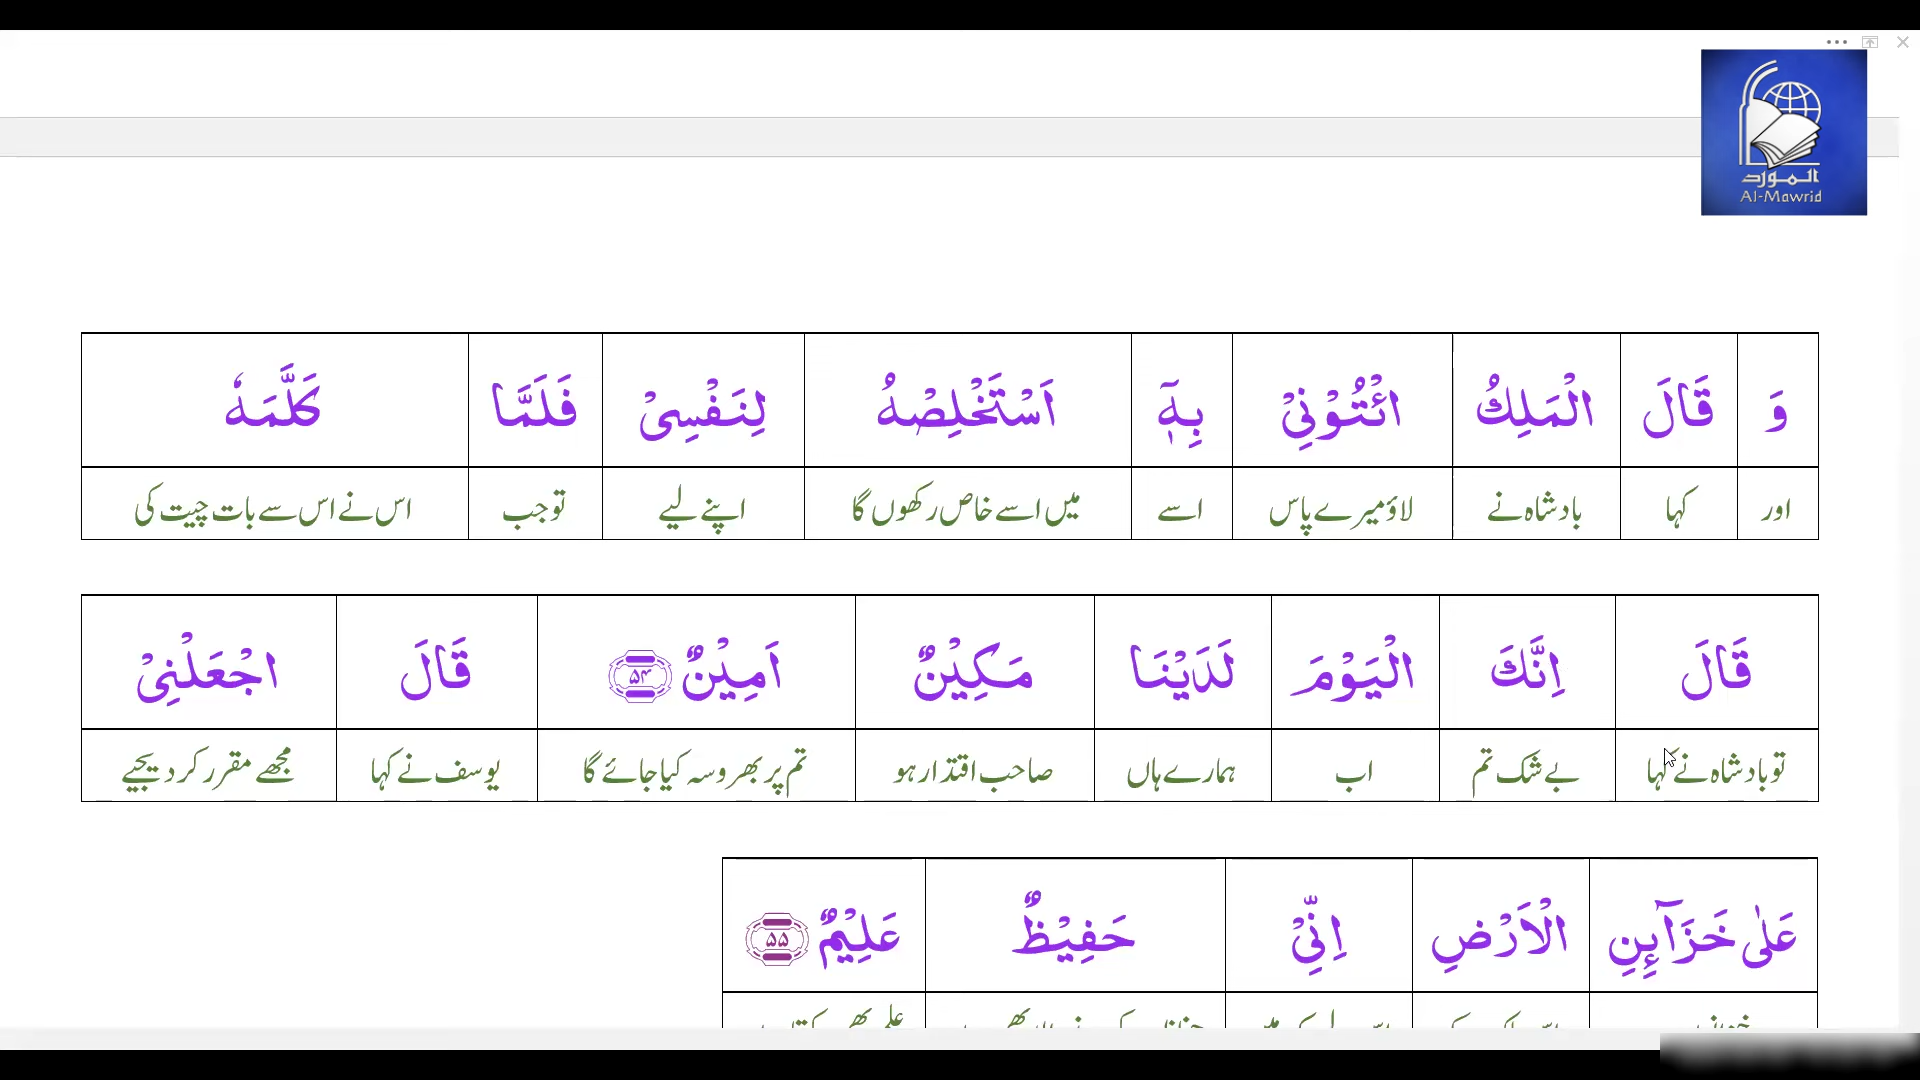 المورد
Al-Mawrid
وَ قَالَ الْمَلِكُ ائْتُوْنِیْ بِهٖۤ اَسْتَخْلِصْهُ لِنَفْسِیْ فَلَمَّا كَلَّمَهٗ
اور کہا بادشاہ نے لاؤ میرے پاس اسے میں اسے خاص رکھوں گا اپنے لیے تو جب اس نے اس سے بات چیت کی
قَالَ اِنَّكَ الْیَوْمَ لَدَیْنَا مَكِیْنٌ اَمِیْنٌ ۵۴ قَالَ اجْعَلْنِیْ
تو بادشاہ نے کہا بے شک تم اب ہمارے ہاں صاحب اقتدار ہو تم پر بھروسہ کیا جائے گا یوسف نے کہا مجھے مقرر کر دیجیے
عَلٰی خَزَآىِٕنِ الْاَرْضِ اِنِّیْ حَفِیْظٌ عَلِیْمٌ ۵۵